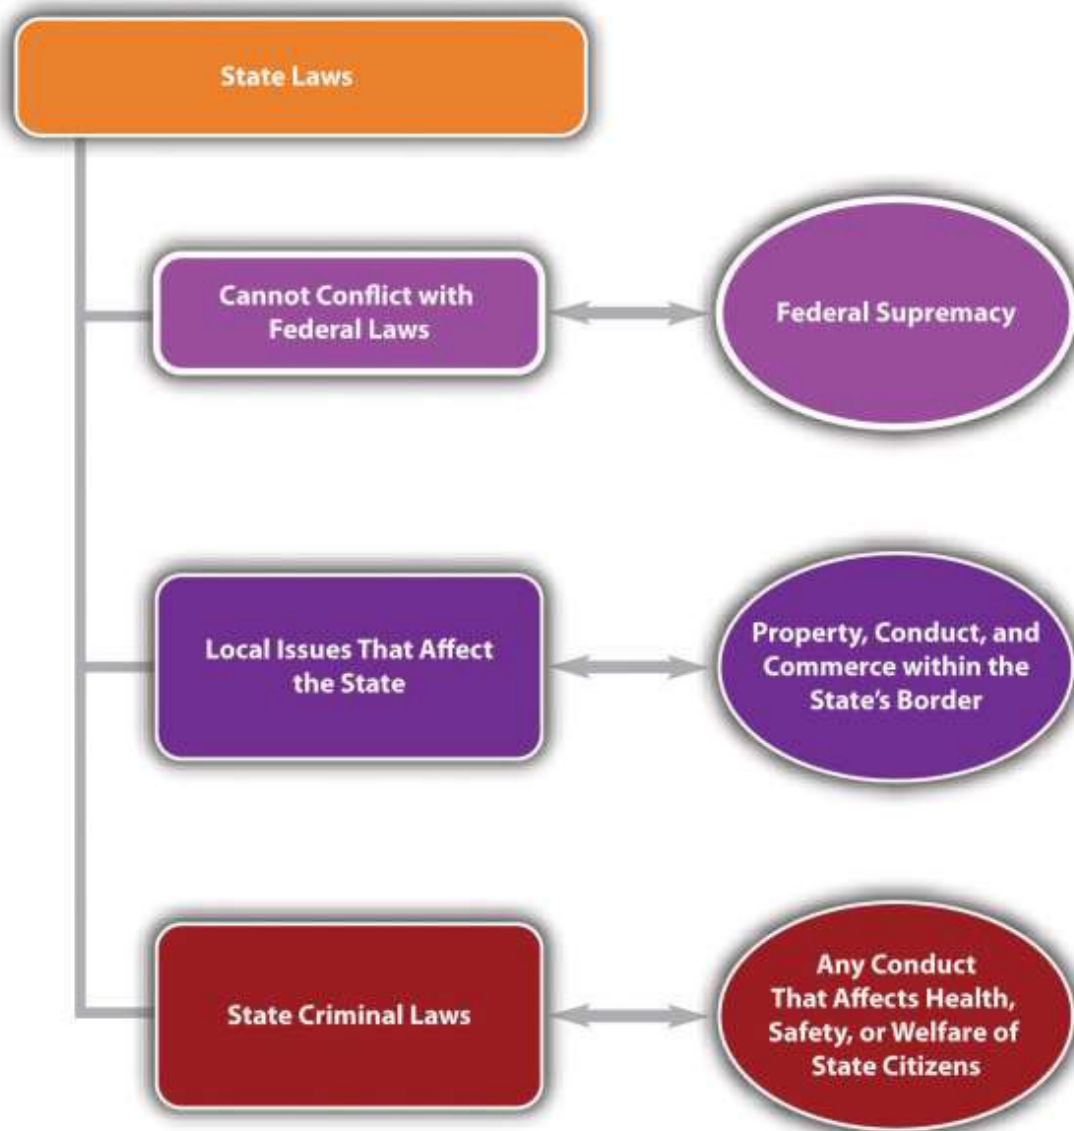 State Laws
Cannot Conflict with
Federal Laws
Federal Supremacy
Local Issues That Affect
the State
Property, Conduct, and
Commerce within the
State's Border
State Criminal Laws
Any Conduct
That Affects Health,
Safety, or Welfare of
State Citizens